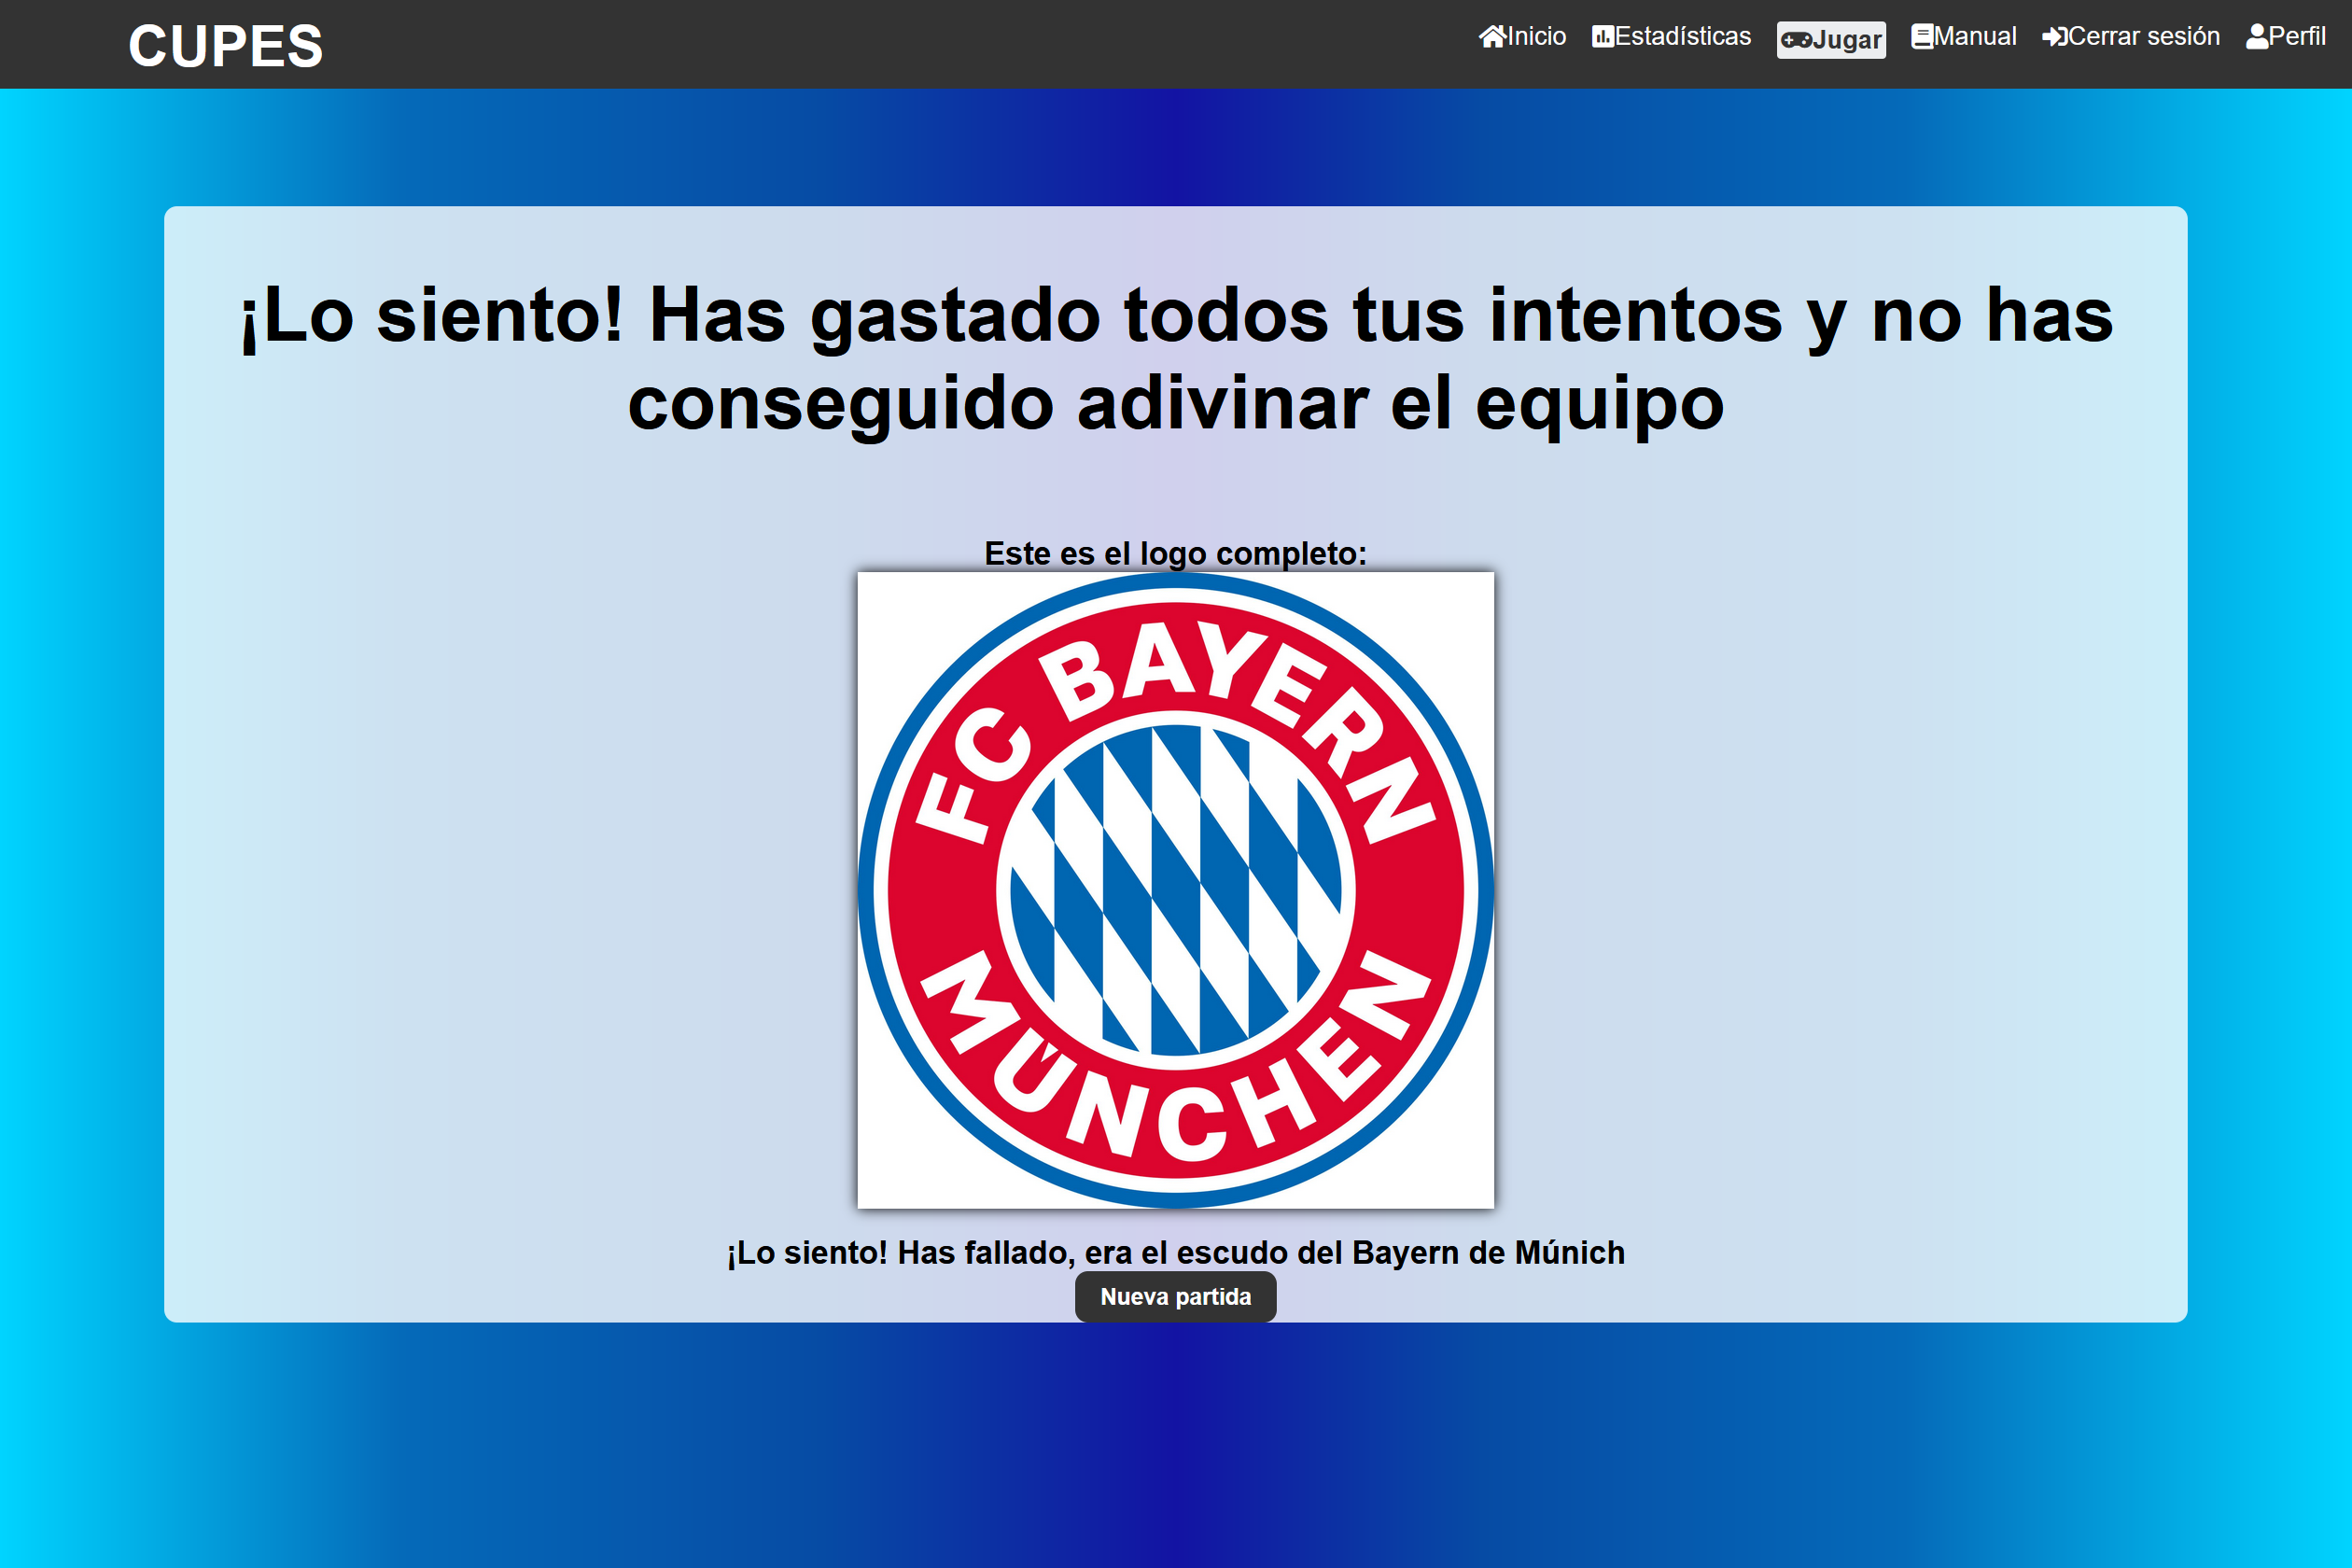 CUPES
Inicio Estadísticas Jugar Manual Cerrar sesión Perfil
¡Lo siento! Has gastado todos tus intentos y no has
conseguido adivinar el equipo
Este es el logo completo:
FC BAYERN
MÜNCHEN
¡Lo siento! Has fallado, era el escudo del Bayern de Múnich
Nueva partida